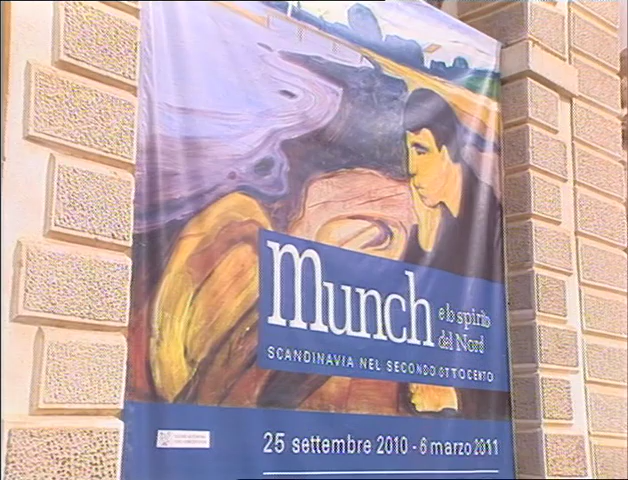 Munch
e lo spirito
del Nord
SCANDINAVIA NEL SECONDO OTTOCENTO
25 settembre 2010 - 6 marzo 2011